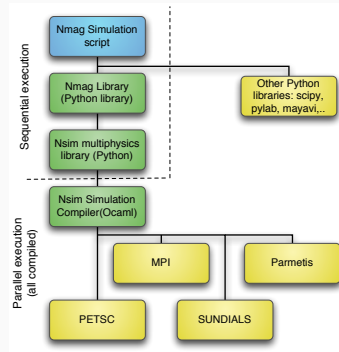 Nmag Simulation
script
Sequential execution
Nmag Library
(Python library)
Other Python
libraries: scipy,
pylab, mayavi,..
Nsim multiphysics
library (Python)
Nsim Simulation
Compiler(Ocaml)
Parallel execution
(all compiled)
MPI
Parmetis
PETSC
SUNDIALS